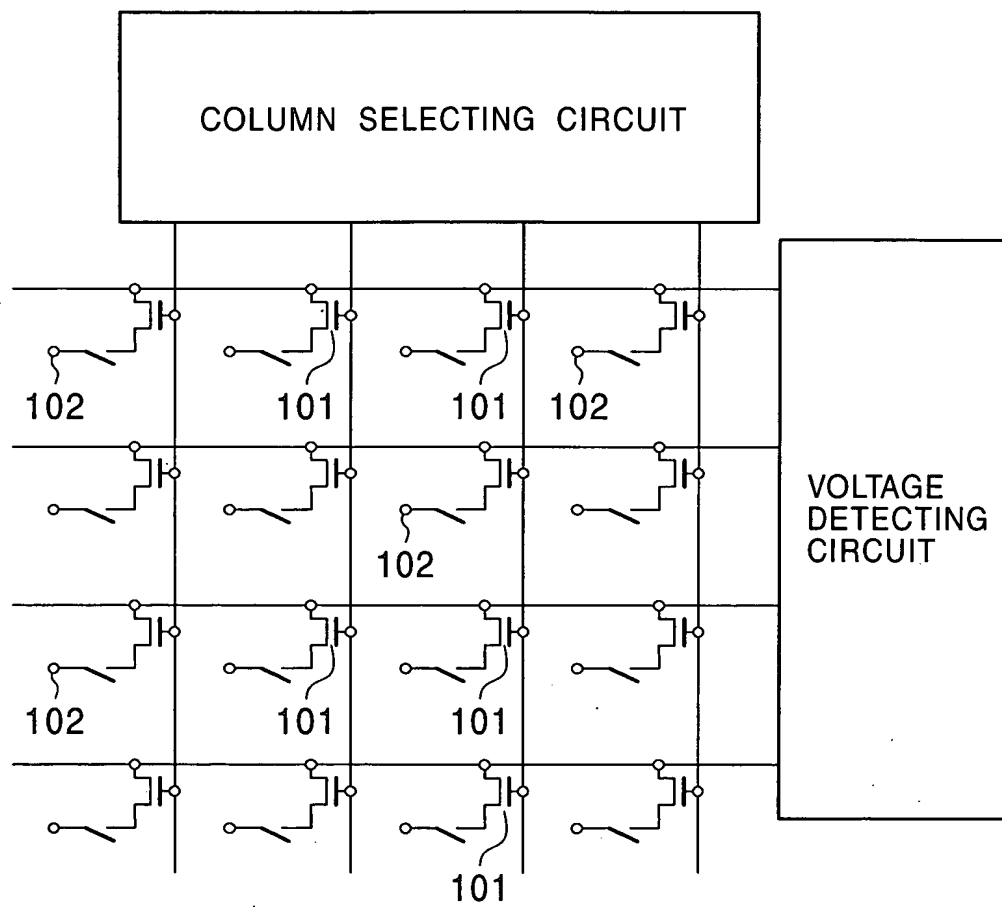 COLUMN SELECTING CIRCUIT
102 101 101 102
VOLTAGE
DETECTING
CIRCUIT
102
102 101 101
101